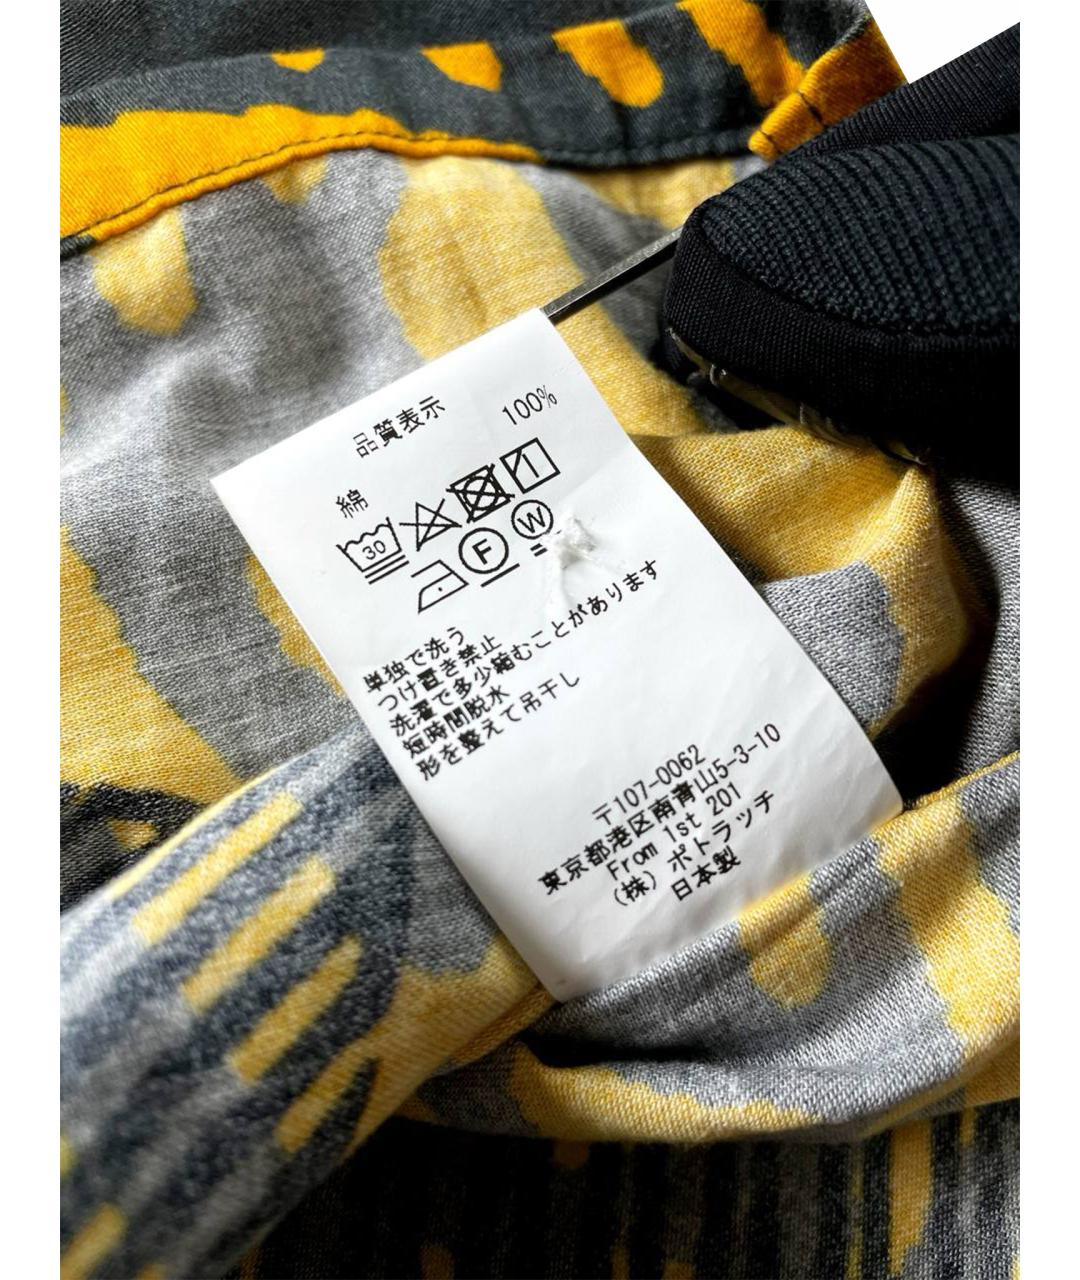 品質表示
綿 100%
30
F W
単独で洗う
つけ置き禁止
洗濯で多少縮むことがあります
短時間脱水
形を整えて吊干し
〒107-0062
東京都港区南青山5-3-10
From 1st 201
(株) ポトラッチ
日本製